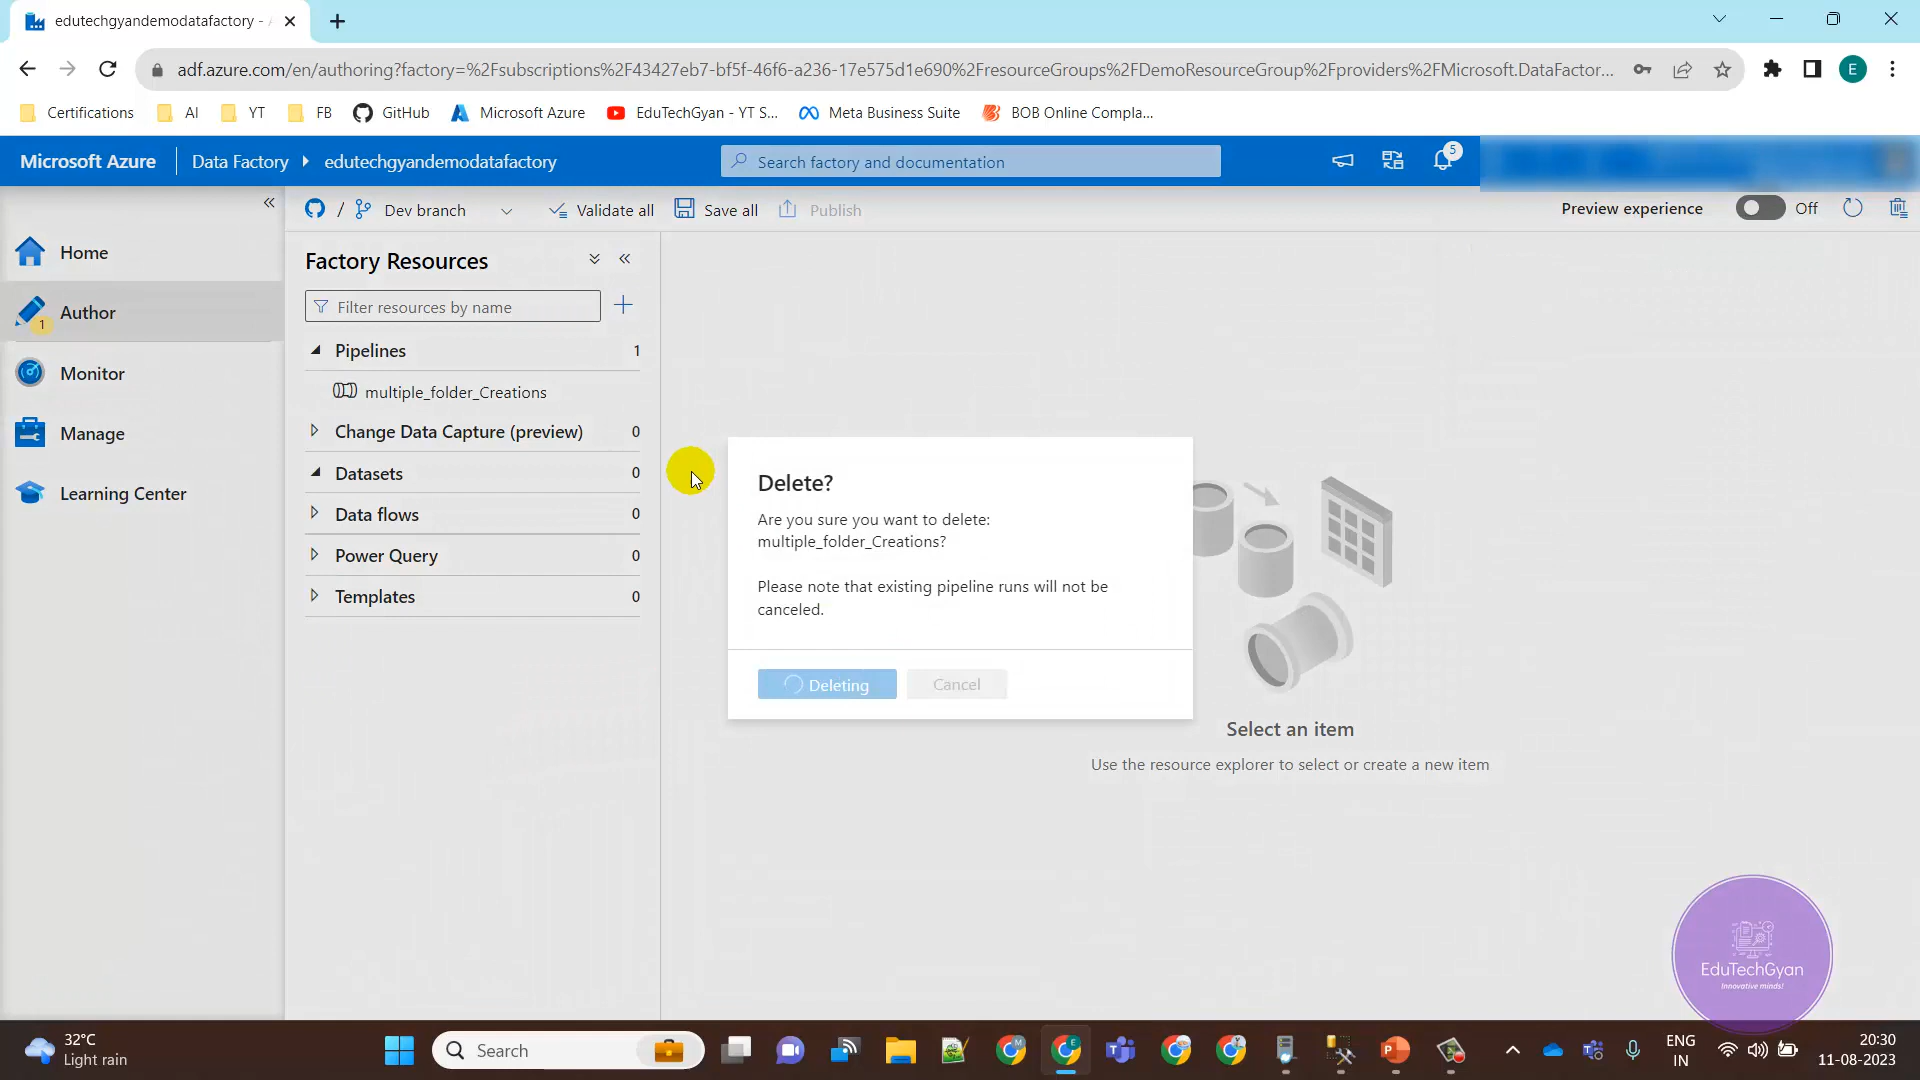 edutechgyandemodatafactory - A
adf.azure.com/en/authoring?factory=%2Fsubscriptions%2F43427eb7-bf5f-46f6-a236-17e575d1e690%2FresourceGroups%2FDemoResourceGroup%2Fproviders%2FMicrosoft.DataFactor...
E
Certifications AI YT FB GitHub Microsoft Azure EduTechGyan - YT S... Meta Business Suite BOB Online Compla...
Microsoft Azure Data Factory edutechgyandemodatafactory Search factory and documentation 5
/ Dev branch Validate all Save all Publish Preview experience Off
Home
Author
1
Monitor
Manage
Learning Center
Factory Resources
Filter resources by name
Pipelines 1
multiple_folder_Creations
Change Data Capture (preview) 0
Datasets 0
Data flows 0
Power Query 0
Templates 0
Delete?
Are you sure you want to delete:
multiple_folder_Creations?
Please note that existing pipeline runs will not be
canceled.
Deleting Cancel
Select an item
Use the resource explorer to select or create a new item
EduTechGyan
Innovative minds!
32°C
Light rain
Search
ENG
IN
20:30
11-08-2023